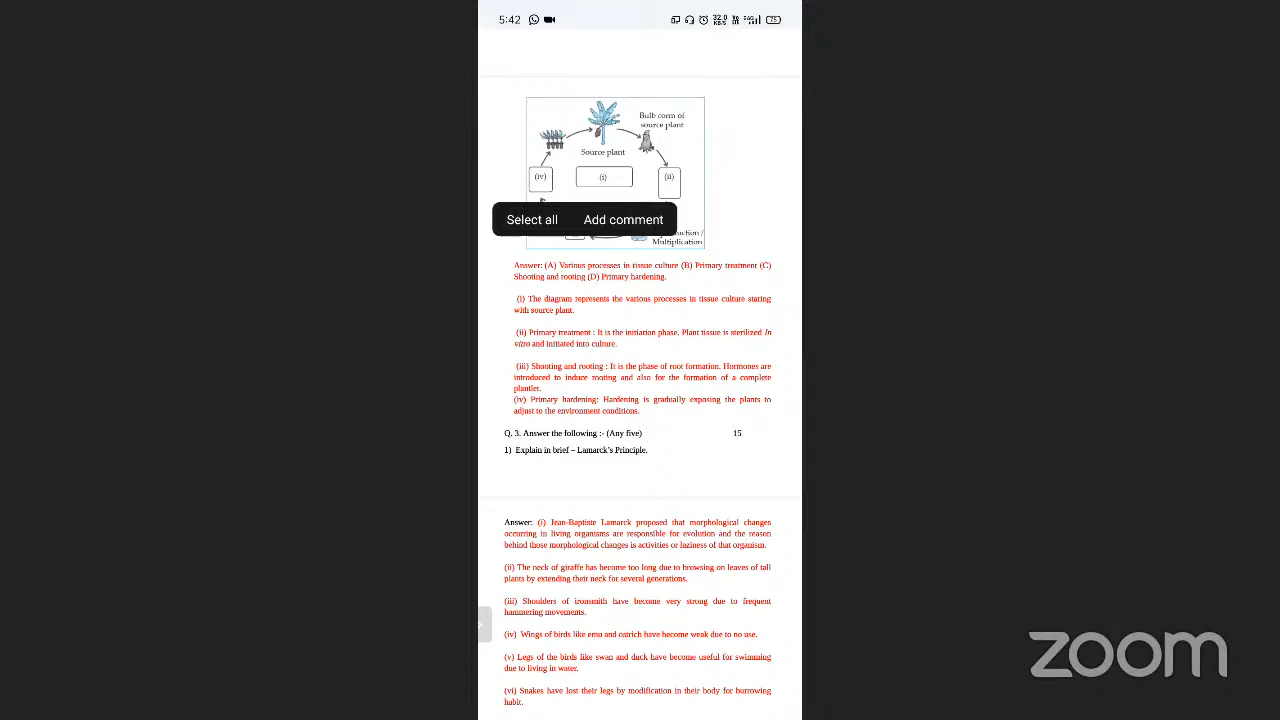 5:42
32.0
KB/S
75
Bulb corm of
source plant
Source plant
(iv)
(i)
(ii)
Select all Add comment
Multiplication
Answer: (A) Various processes in tissue culture (B) Primary treatment (C)
Shooting and rooting (D) Primary hardening.
(i) The diagram represents the various processes in tissue culture staring
with source plant.
(ii) Primary treatment : It is the initiation phase. Plant tissue is sterilized In
vitro and initiated into culture.
(iii) Shooting and rooting : It is the phase of root formation. Hormones are
introduced to induce rooting and also for the formation of a complete
plantlet.
(iv) Primary hardening: Hardening is gradually exposing the plants to
adjust to the environment conditions.
Q. 3. Answer the following :- (Any five) 15
1) Explain in brief – Lamarck's Principle.
Answer: (i) Jean-Baptiste Lamarck proposed that morphological changes
occurring in living organisms are responsible for evolution and the reason
behind those morphological changes is activities or laziness of that organism.
(ii) The neck of giraffe has become too long due to browsing on leaves of tall
plants by extending their neck for several generations.
(iii) Shoulders of ironsmith have become very strong due to frequent
hammering movements.
(iv) Wings of birds like emu and ostrich have become weak due to no use.
(v) Legs of the birds like swan and duck have become useful for swimming
due to living in water.
(vi) Snakes have lost their legs by modification in their body for burrowing
habit.
zoom